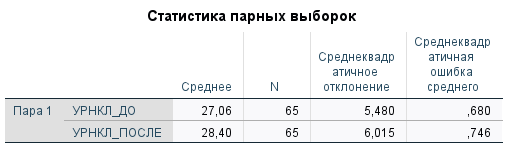 Статистика парных выборок
Среднее N Среднеквадр
атичное
отклонение Среднеквадр
атичная
ошибка
среднего
Пара 1 УРНКЛ_ДО 27,06 65 5,480 ,680
УРНКЛ_ПОСЛЕ 28,40 65 6,015 ,746